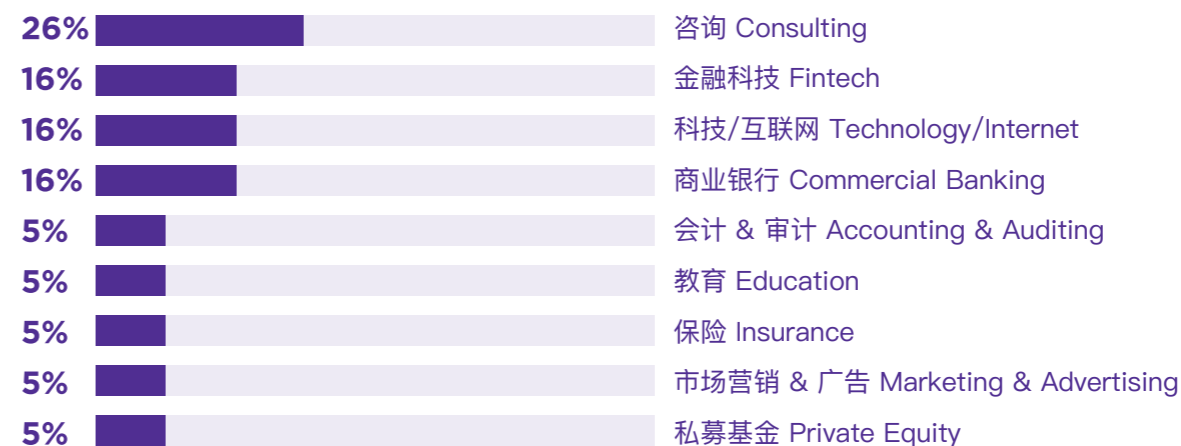 26% 咨询 Consulting
16% 金融科技 Fintech
16% 科技/互联网 Technology/Internet
16% 商业银行 Commercial Banking
5% 会计 & 审计 Accounting & Auditing
5% 教育 Education
5% 保险 Insurance
5% 市场营销 & 广告 Marketing & Advertising
5% 私募基金 Private Equity